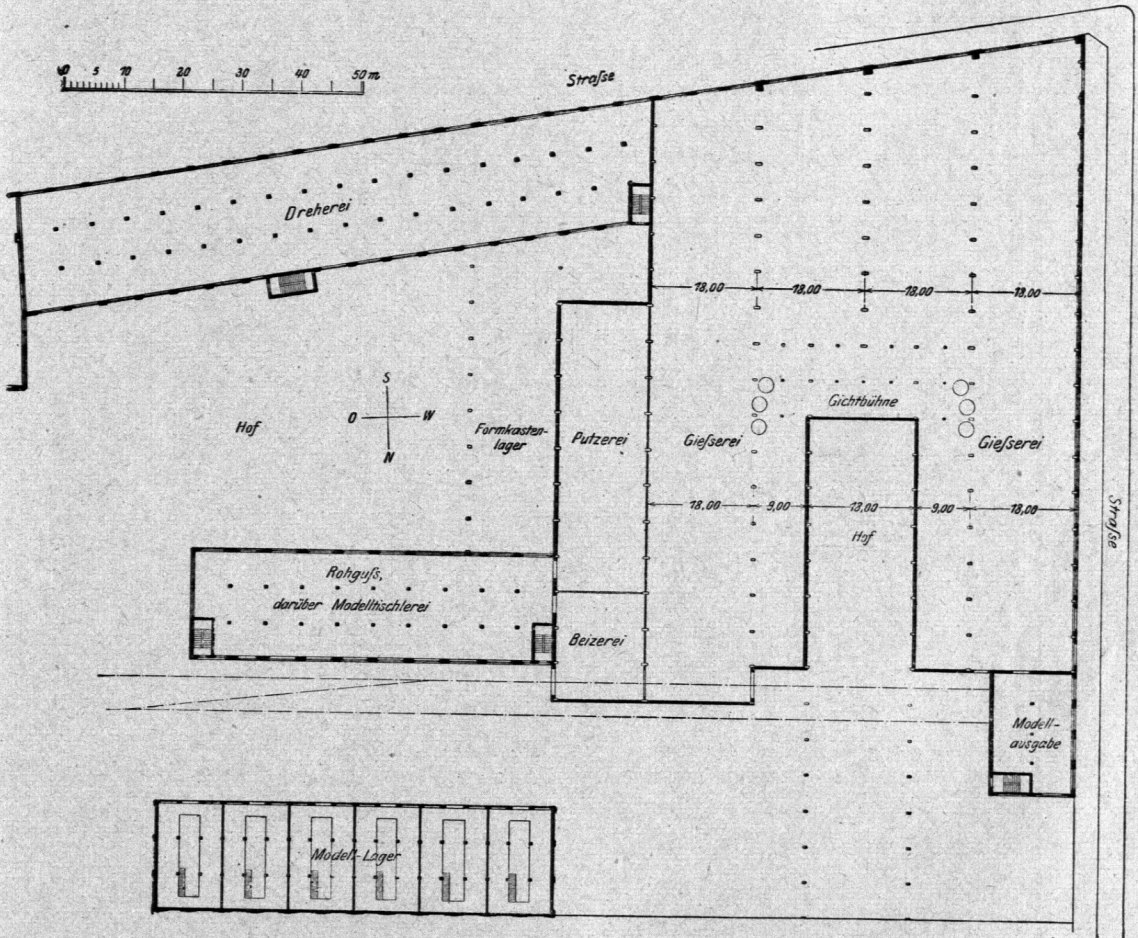 0 5 10 20 30 40 50 m
Straſse
Dreherei
18,00 18,00 18,00 18,00
S
O W
N
Hof
Formkasten-
lager
Putzerei
Gieſserei
Gichtbühne
Gieſserei
18,00 9,00 18,00 9,00 18,00
Hof
Straſse
Rohguſs,
darüber Modelltischlerei
Beizerei
Modell-
ausgabe
Modell-Lager